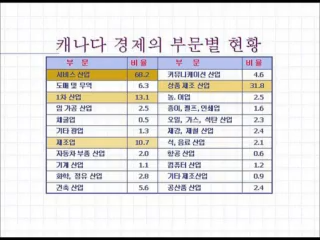 캐나다 경제의 부문별 현황
부 문 비 율 부 문 비 율
서비스 산업 68.2 커뮤니케이션 산업 4.6
도매 및 무역 6.3 상품 제조 산업 31.8
1차 산업 13.1 농, 어업 2.5
임 가공 산업 2.5 종이, 펄프, 인쇄업 1.6
채굴업 0.5 오일, 가스, 석탄 산업 2.3
기타 광업 1.3 제강, 제철 산업 2.4
제조업 10.7 식, 음료 산업 2.1
자동차 부품 산업 2.0 항공 산업 0.6
기계 산업 1.1 컴퓨터 산업 1.2
화학, 정유 산업 2.8 기타 제조산업 0.9
건축 산업 5.6 공산품 산업 2.4